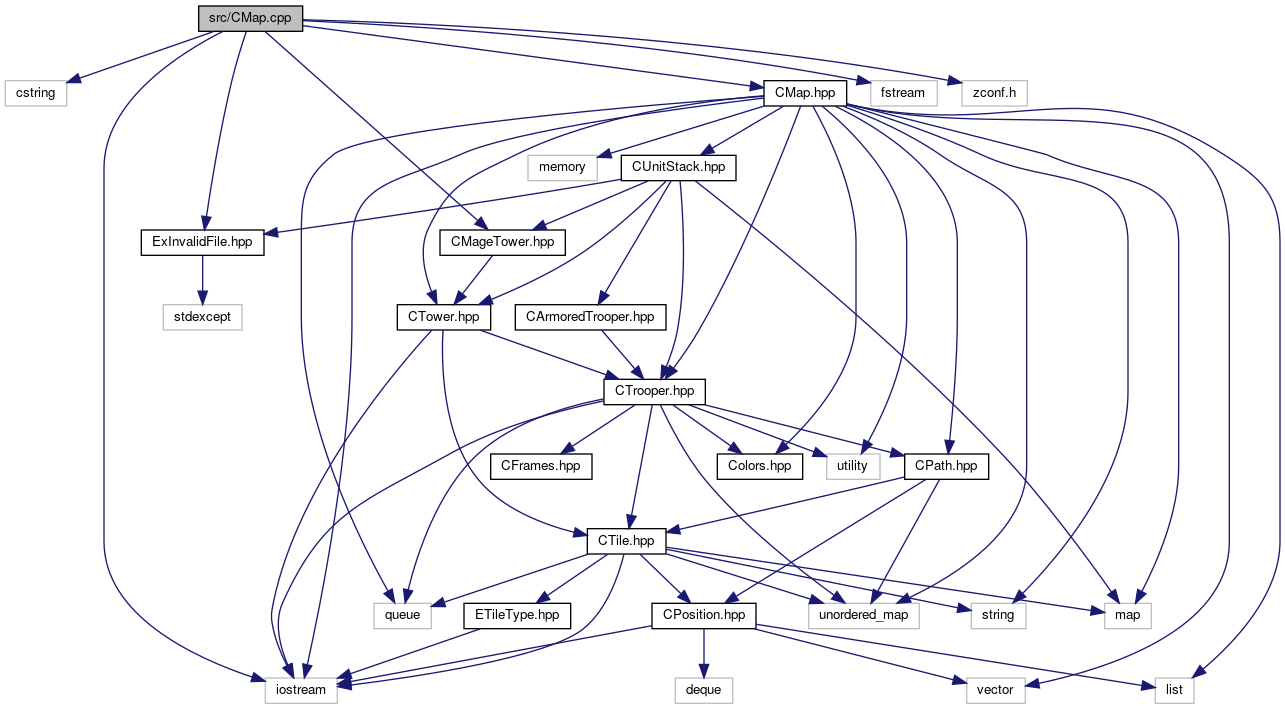 src/CMap.cpp
cstring
CMap.hpp
fstream
zconf.h
memory
CUnitStack.hpp
ExInvalidFile.hpp
CMageTower.hpp
stdexcept
CTower.hpp
CArmoredTrooper.hpp
CTrooper.hpp
CFrames.hpp
Colors.hpp
utility
CPath.hpp
CTile.hpp
queue
ETileType.hpp
CPosition.hpp
unordered_map
string
map
iostream
deque
vector
list